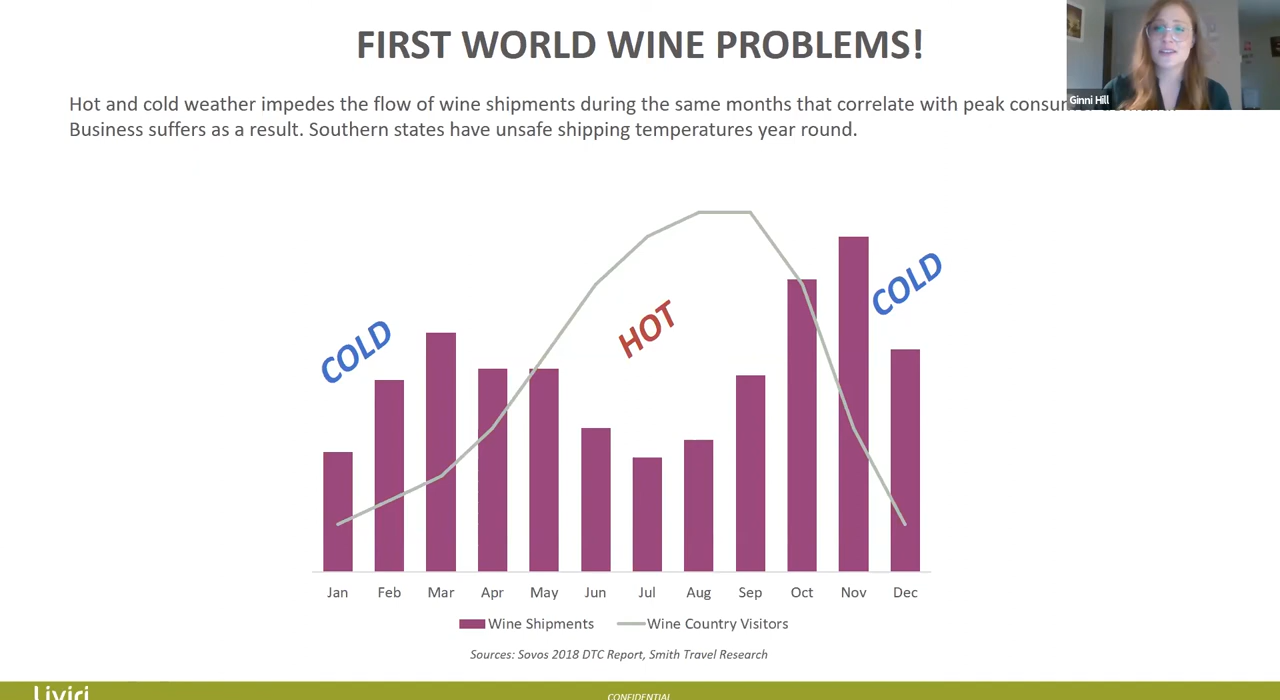 FIRST WORLD WINE PROBLEMS!
Ginni Hill
Hot and cold weather impedes the flow of wine shipments during the same months that correlate with peak
Business suffers as a result. Southern states have unsafe shipping temperatures year round.
COLD
HOT
COLD
Jan Feb Mar Apr May Jun Jul Aug Sep Oct Nov Dec
Wine Shipments Wine Country Visitors
Sources: Sovos 2018 DTC Report, Smith Travel Research
Liviri
CONFIDENTIAL